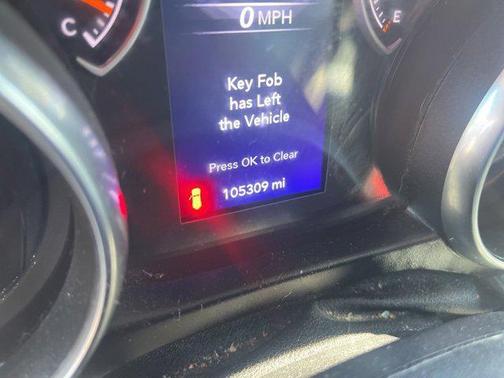 0 MPH
C
E
Key Fob
has Left
the Vehicle
Press OK to Clear
105309 mi